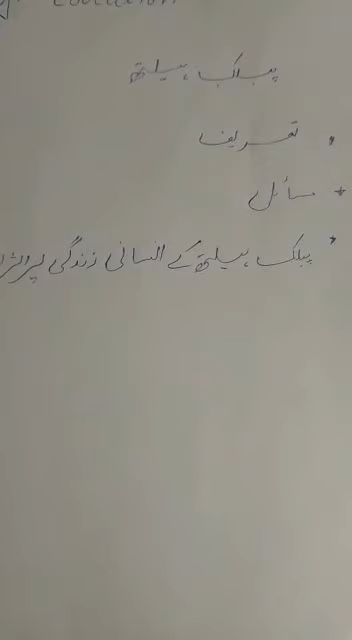 پبلک ہیلتھ
* تعریف
* مسائل
* پبلک ہیلتھ کے انسانی زندگی پر